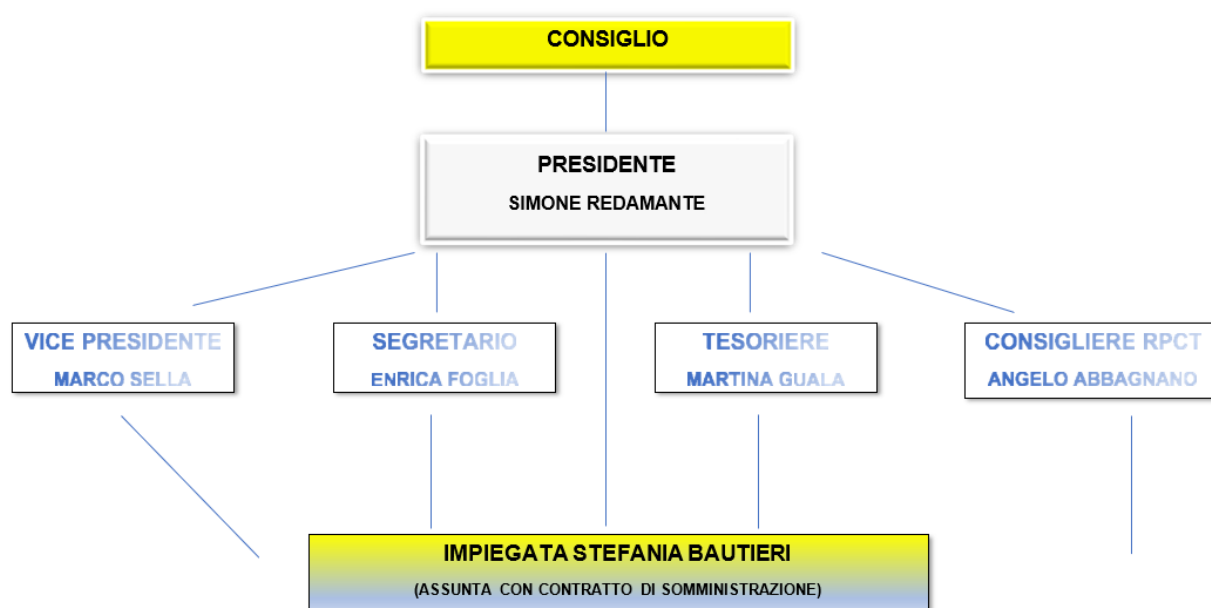 CONSIGLIO
PRESIDENTE
SIMONE REDAMANTE
VICE PRESIDENTE
MARCO SELLA
SEGRETARIO
ENRICA FOGLIA
TESORIERE
MARTINA GUALA
CONSIGLIERE RPCT
ANGELO ABBAGNANO
IMPIEGATA STEFANIA BAUTIERI
(ASSUNTA CON CONTRATTO DI SOMMINISTRAZIONE)